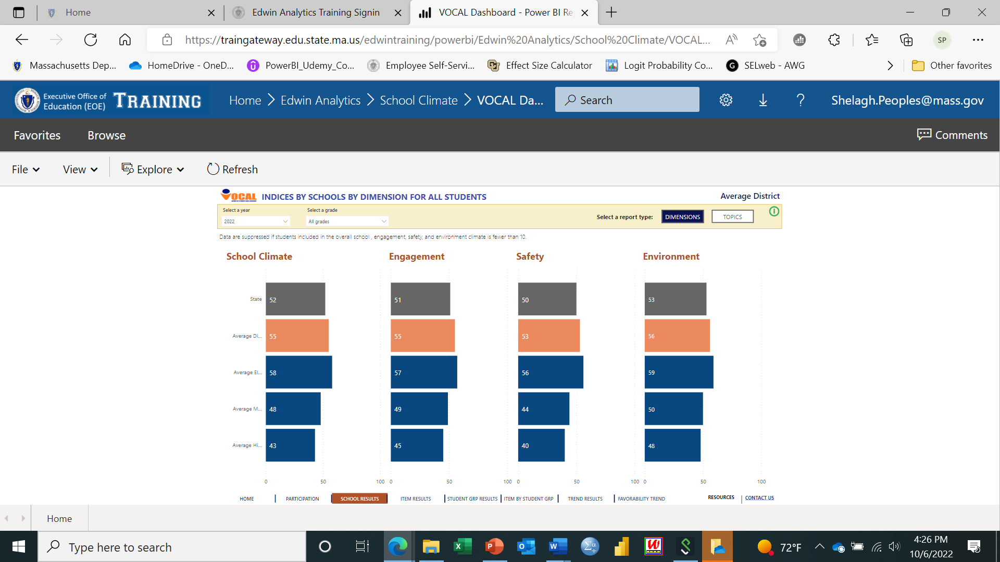 Home
Edwin Analytics Training Signin
VOCAL Dashboard - Power BI Re
https://traingateway.edu.state.ma.us/edwintraining/powerbi/Edwin%20Analytics/School%20Climate/VOCAL...
SP
Massachusetts Dep...
HomeDrive - OneD...
PowerBI_Udemy_Co...
Employee Self-Servi...
Effect Size Calculator
Logit Probability Co...
SELweb - AWG
Other favorites
Executive Office of
Education (EOE)
TRAINING
Home > Edwin Analytics > School Climate > VOCAL Da...
Search
Shelagh.Peoples@mass.gov
Favorites
Browse
Comments
File
View
Explore
Refresh
VOCAL
INDICES BY SCHOOLS BY DIMENSION FOR ALL STUDENTS
Average District
Select a year
Select a grade
2022
All grades
Select a report type:
DIMENSIONS
TOPICS
Data are suppressed if students included in the overall school , engagement, safety, and environment climate is fewer than 10.
School Climate
Engagement
Safety
Environment
State 52 51 50 53
Average Di... 55 55 53 56
Average El... 58 57 56 59
Average M... 48 49 44 50
Average Hi... 43 45 40 48
0 50 100 0 50 100 0 50 100 0 50 100
HOME
PARTICIPATION
SCHOOL RESULTS
ITEM RESULTS
STUDENT GRP RESULTS
ITEM BY STUDENT GRP
TREND RESULTS
FAVORABILITY TREND
RESOURCES
CONTACT US
Home
Type here to search
72°F
4:26 PM
10/6/2022